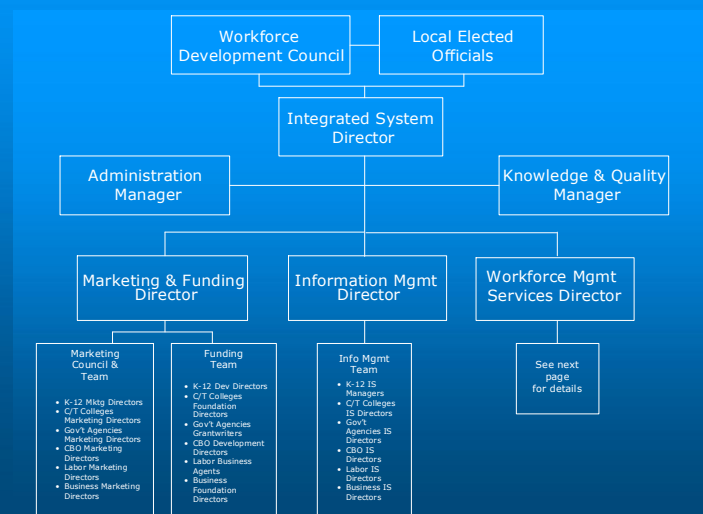 Workforce
Development Council
Local Elected
Officials
Integrated System
Director
Administration
Manager
Knowledge & Quality
Manager
Marketing & Funding
Director
Information Mgmt
Director
Workforce Mgmt
Services Director
Marketing
Council &
Team
• K-12 Mktg Directors
• C/T Colleges
Marketing Directors
• Gov't Agencies
Marketing Directors
• CBO Marketing
Directors
• Labor Marketing
Directors
• Business Marketing
Directors
Funding
Team
• K-12 Dev Directors
• C/T Colleges
Foundation
Directors
• Gov't Agencies
Grantwriters
• CBO Development
Directors
• Labor Business
Agents
• Business
Foundation
Directors
Info Mgmt
Team
• K-12 IS
Managers
• C/T Colleges
IS Directors
• Gov't
Agencies IS
Directors
• CBO IS
Directors
• Labor IS
Directors
• Business IS
Directors
See next
page
for details